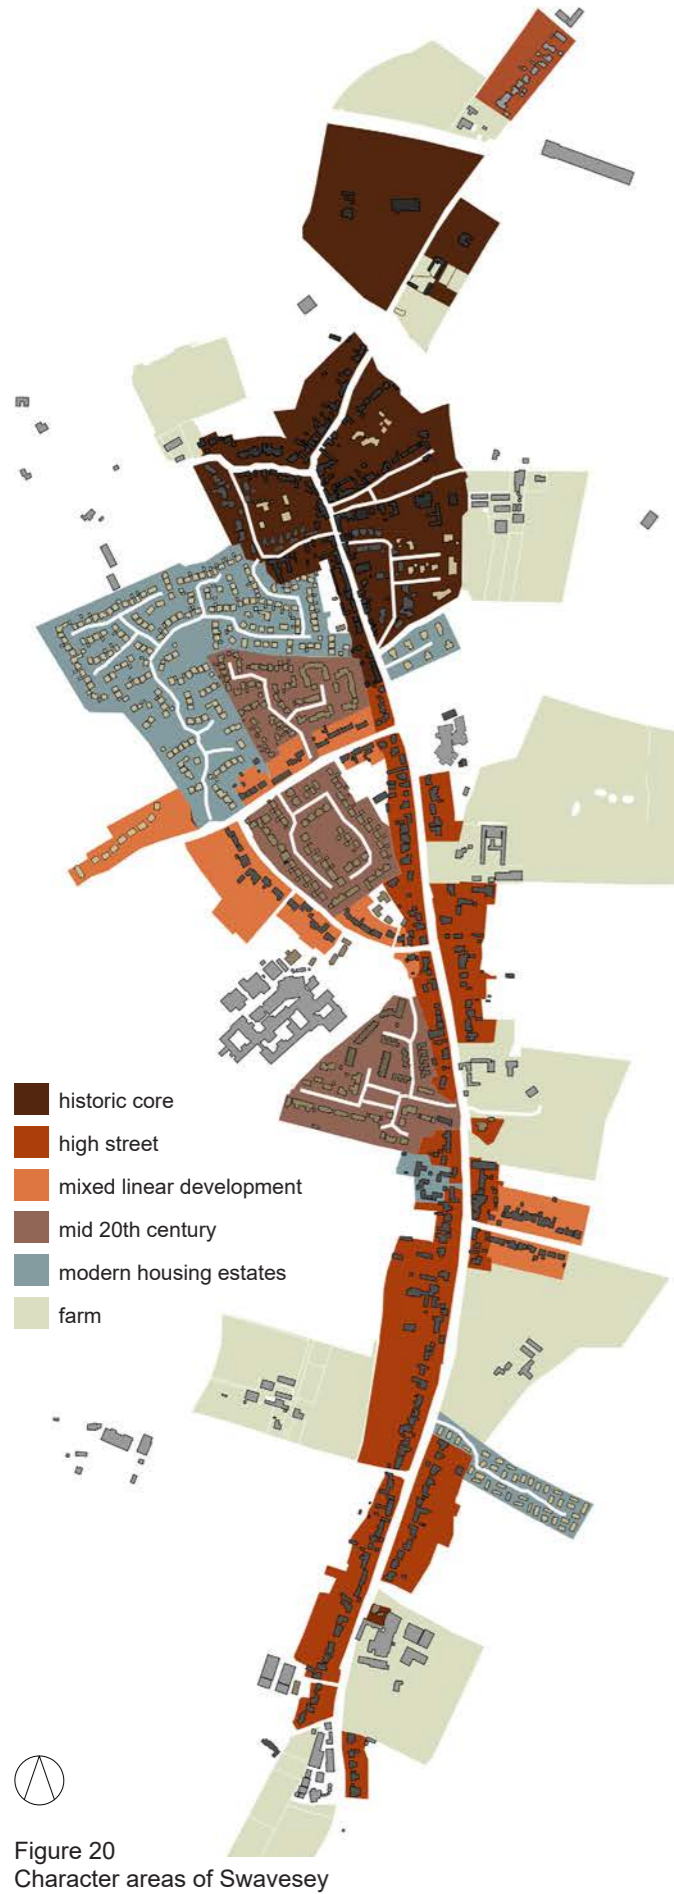 historic core
high street
mixed linear development
mid 20th century
modern housing estates
farm
Figure 20
Character areas of Swavesey